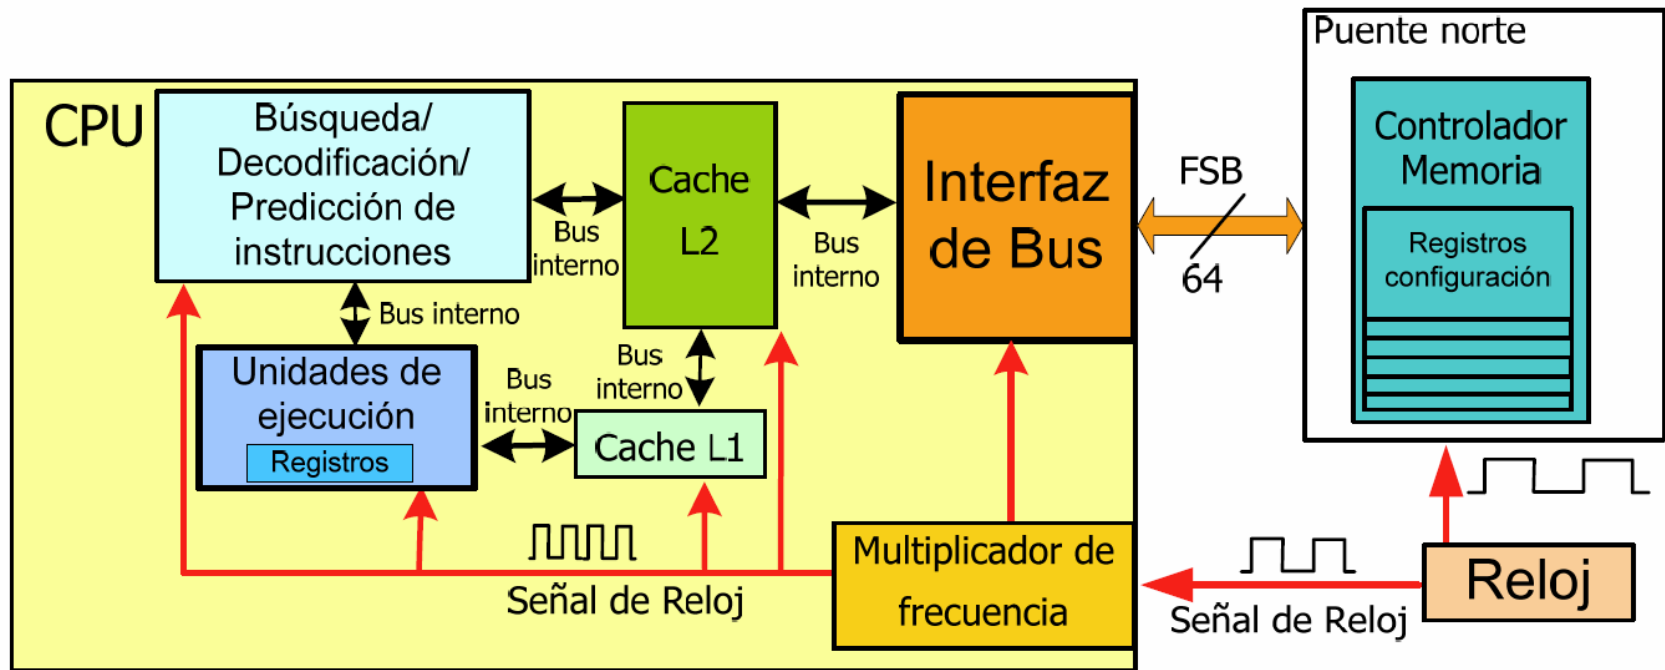 Puente norte
CPU
Búsqueda/
Decodificación/
Predicción de
instrucciones
Bus
interno
Cache
L2
Bus
interno
Interfaz
de Bus
FSB
64
Controlador
Memoria
Registros
configuración
Bus interno
Unidades de
ejecución
Registros
Bus
interno
Bus
interno
Cache L1
Señal de Reloj
Multiplicador de
frecuencia
Señal de Reloj
Reloj